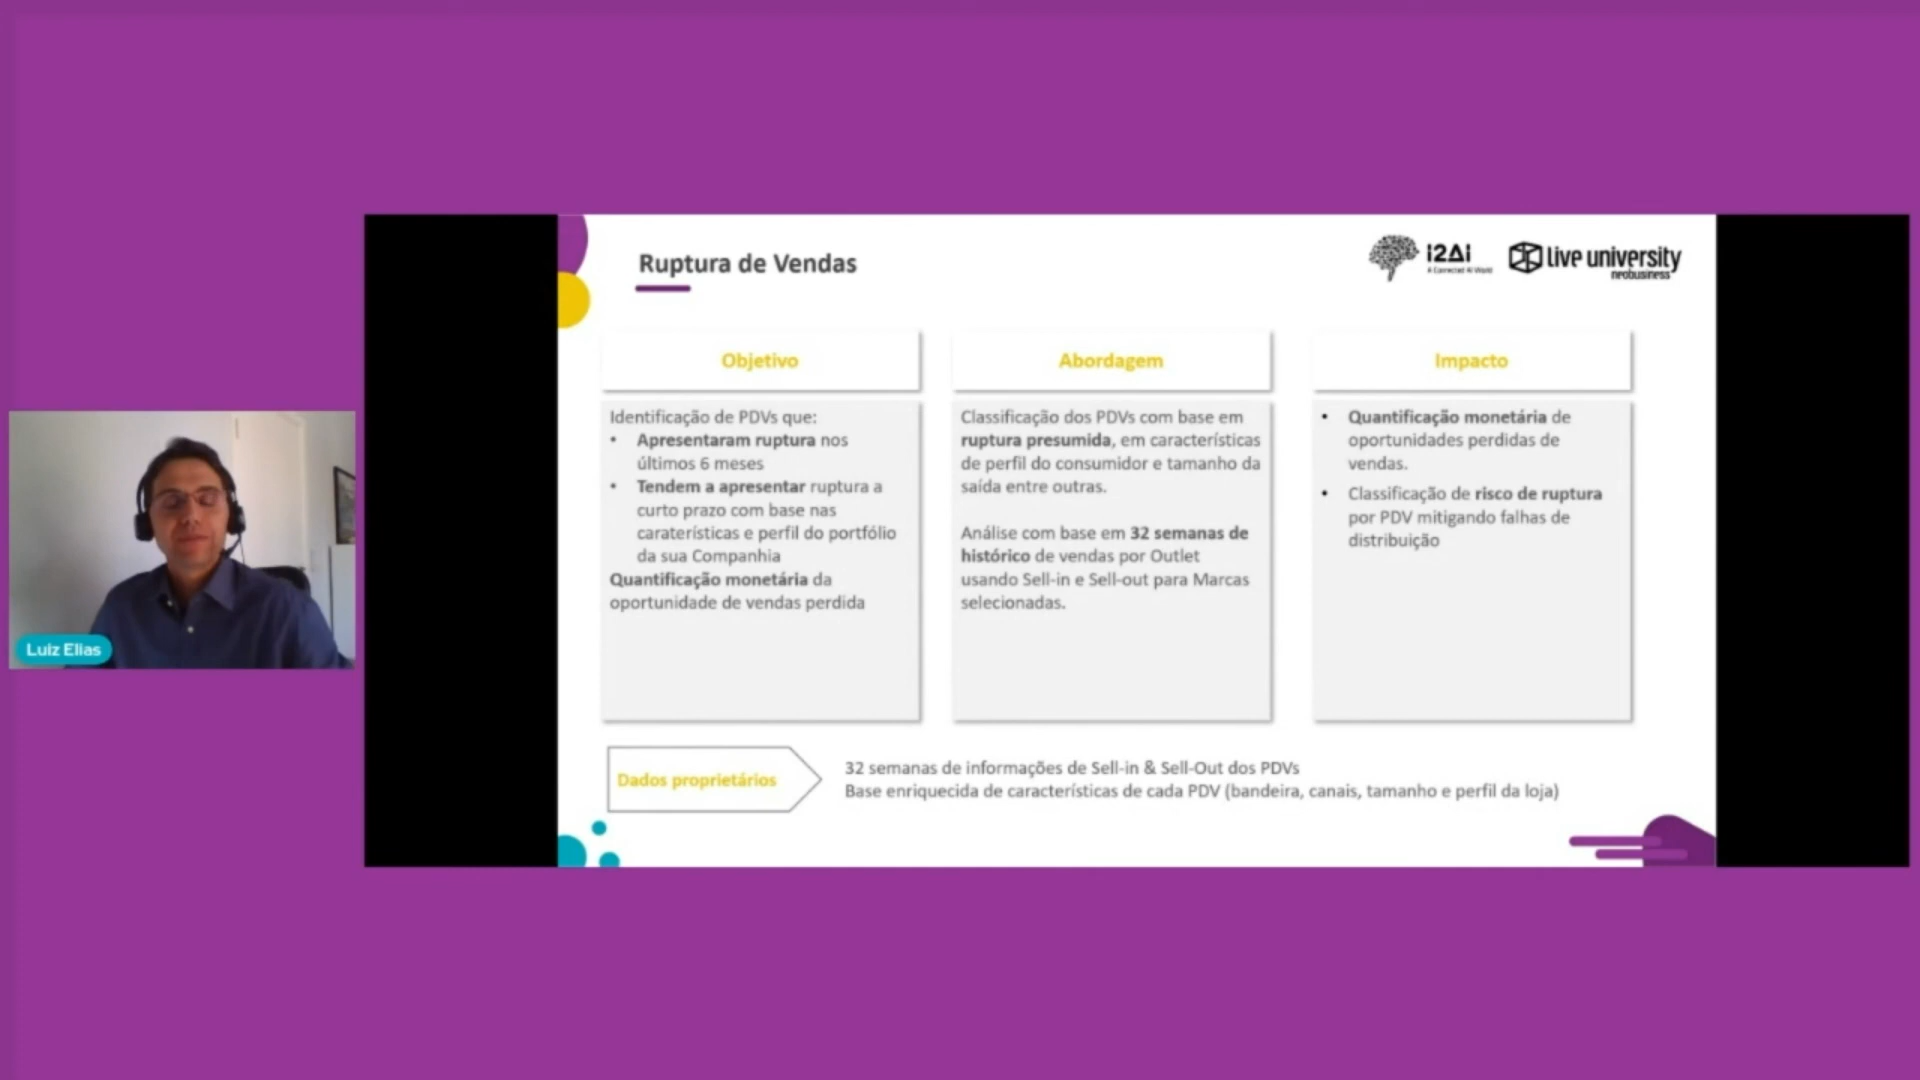 Ruptura de Vendas
I2AI
A Connected AI World
live university
neobusiness
Objetivo
Identificação de PDVs que:
• Apresentaram ruptura nos
últimos 6 meses
• Tendem a apresentar ruptura a
curto prazo com base nas
caraterísticas e perfil do portfólio
da sua Companhia
Quantificação monetária da
oportunidade de vendas perdida
Abordagem
Classificação dos PDVs com base em
ruptura presumida, em características
de perfil do consumidor e tamanho da
saída entre outras.
Análise com base em 32 semanas de
histórico de vendas por Outlet
usando Sell-in e Sell-out para Marcas
selecionadas.
Impacto
• Quantificação monetária de
oportunidades perdidas de
vendas.
• Classificação de risco de ruptura
por PDV mitigando falhas de
distribuição
Dados proprietários
32 semanas de informações de Sell-in & Sell-Out dos PDVs
Base enriquecida de características de cada PDV (bandeira, canais, tamanho e perfil da loja)
Luiz Elias